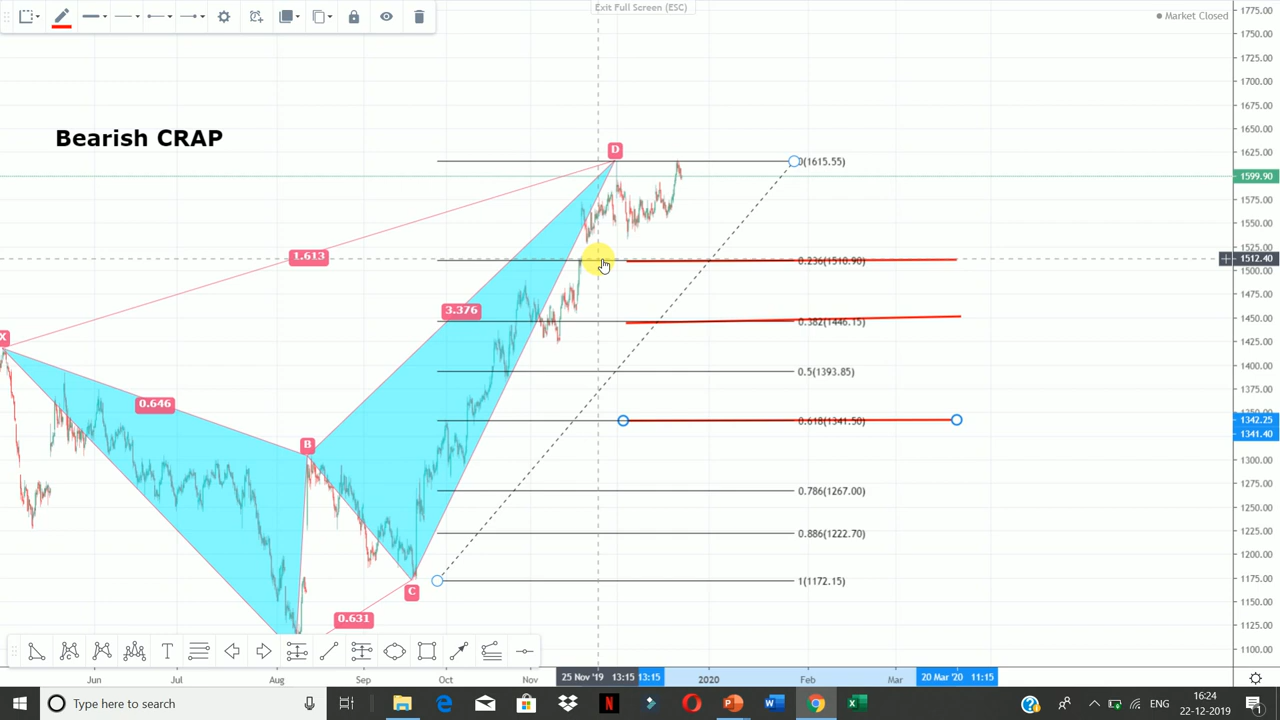 Exit Full Screen (ESC)
Market Closed
1775.00
1750.00
1725.00
1700.00
1675.00
1650.00
1625.00
1599.90
1575.00
1550.00
1525.00
1512.40
1500.00
1475.00
1450.00
1425.00
1400.00
1375.00
1342.25
1341.40
1300.00
1275.00
1250.00
1225.00
1200.00
1175.00
1150.00
1125.00
1100.00
Bearish CRAP
D
0(1615.55)
1.613
0.236(1510.90)
3.376
0.382(1446.15)
X
0.5(1393.85)
0.646
0.618(1341.50)
B
0.786(1267.00)
0.886(1222.70)
1(1172.15)
C
0.631
Jun
Jul
Aug
Sep
Oct
Nov
25 Nov '19 13:15
13:15
2020
Feb
Mar
20 Mar '20 11:15
Type here to search
16:24
22-12-2019